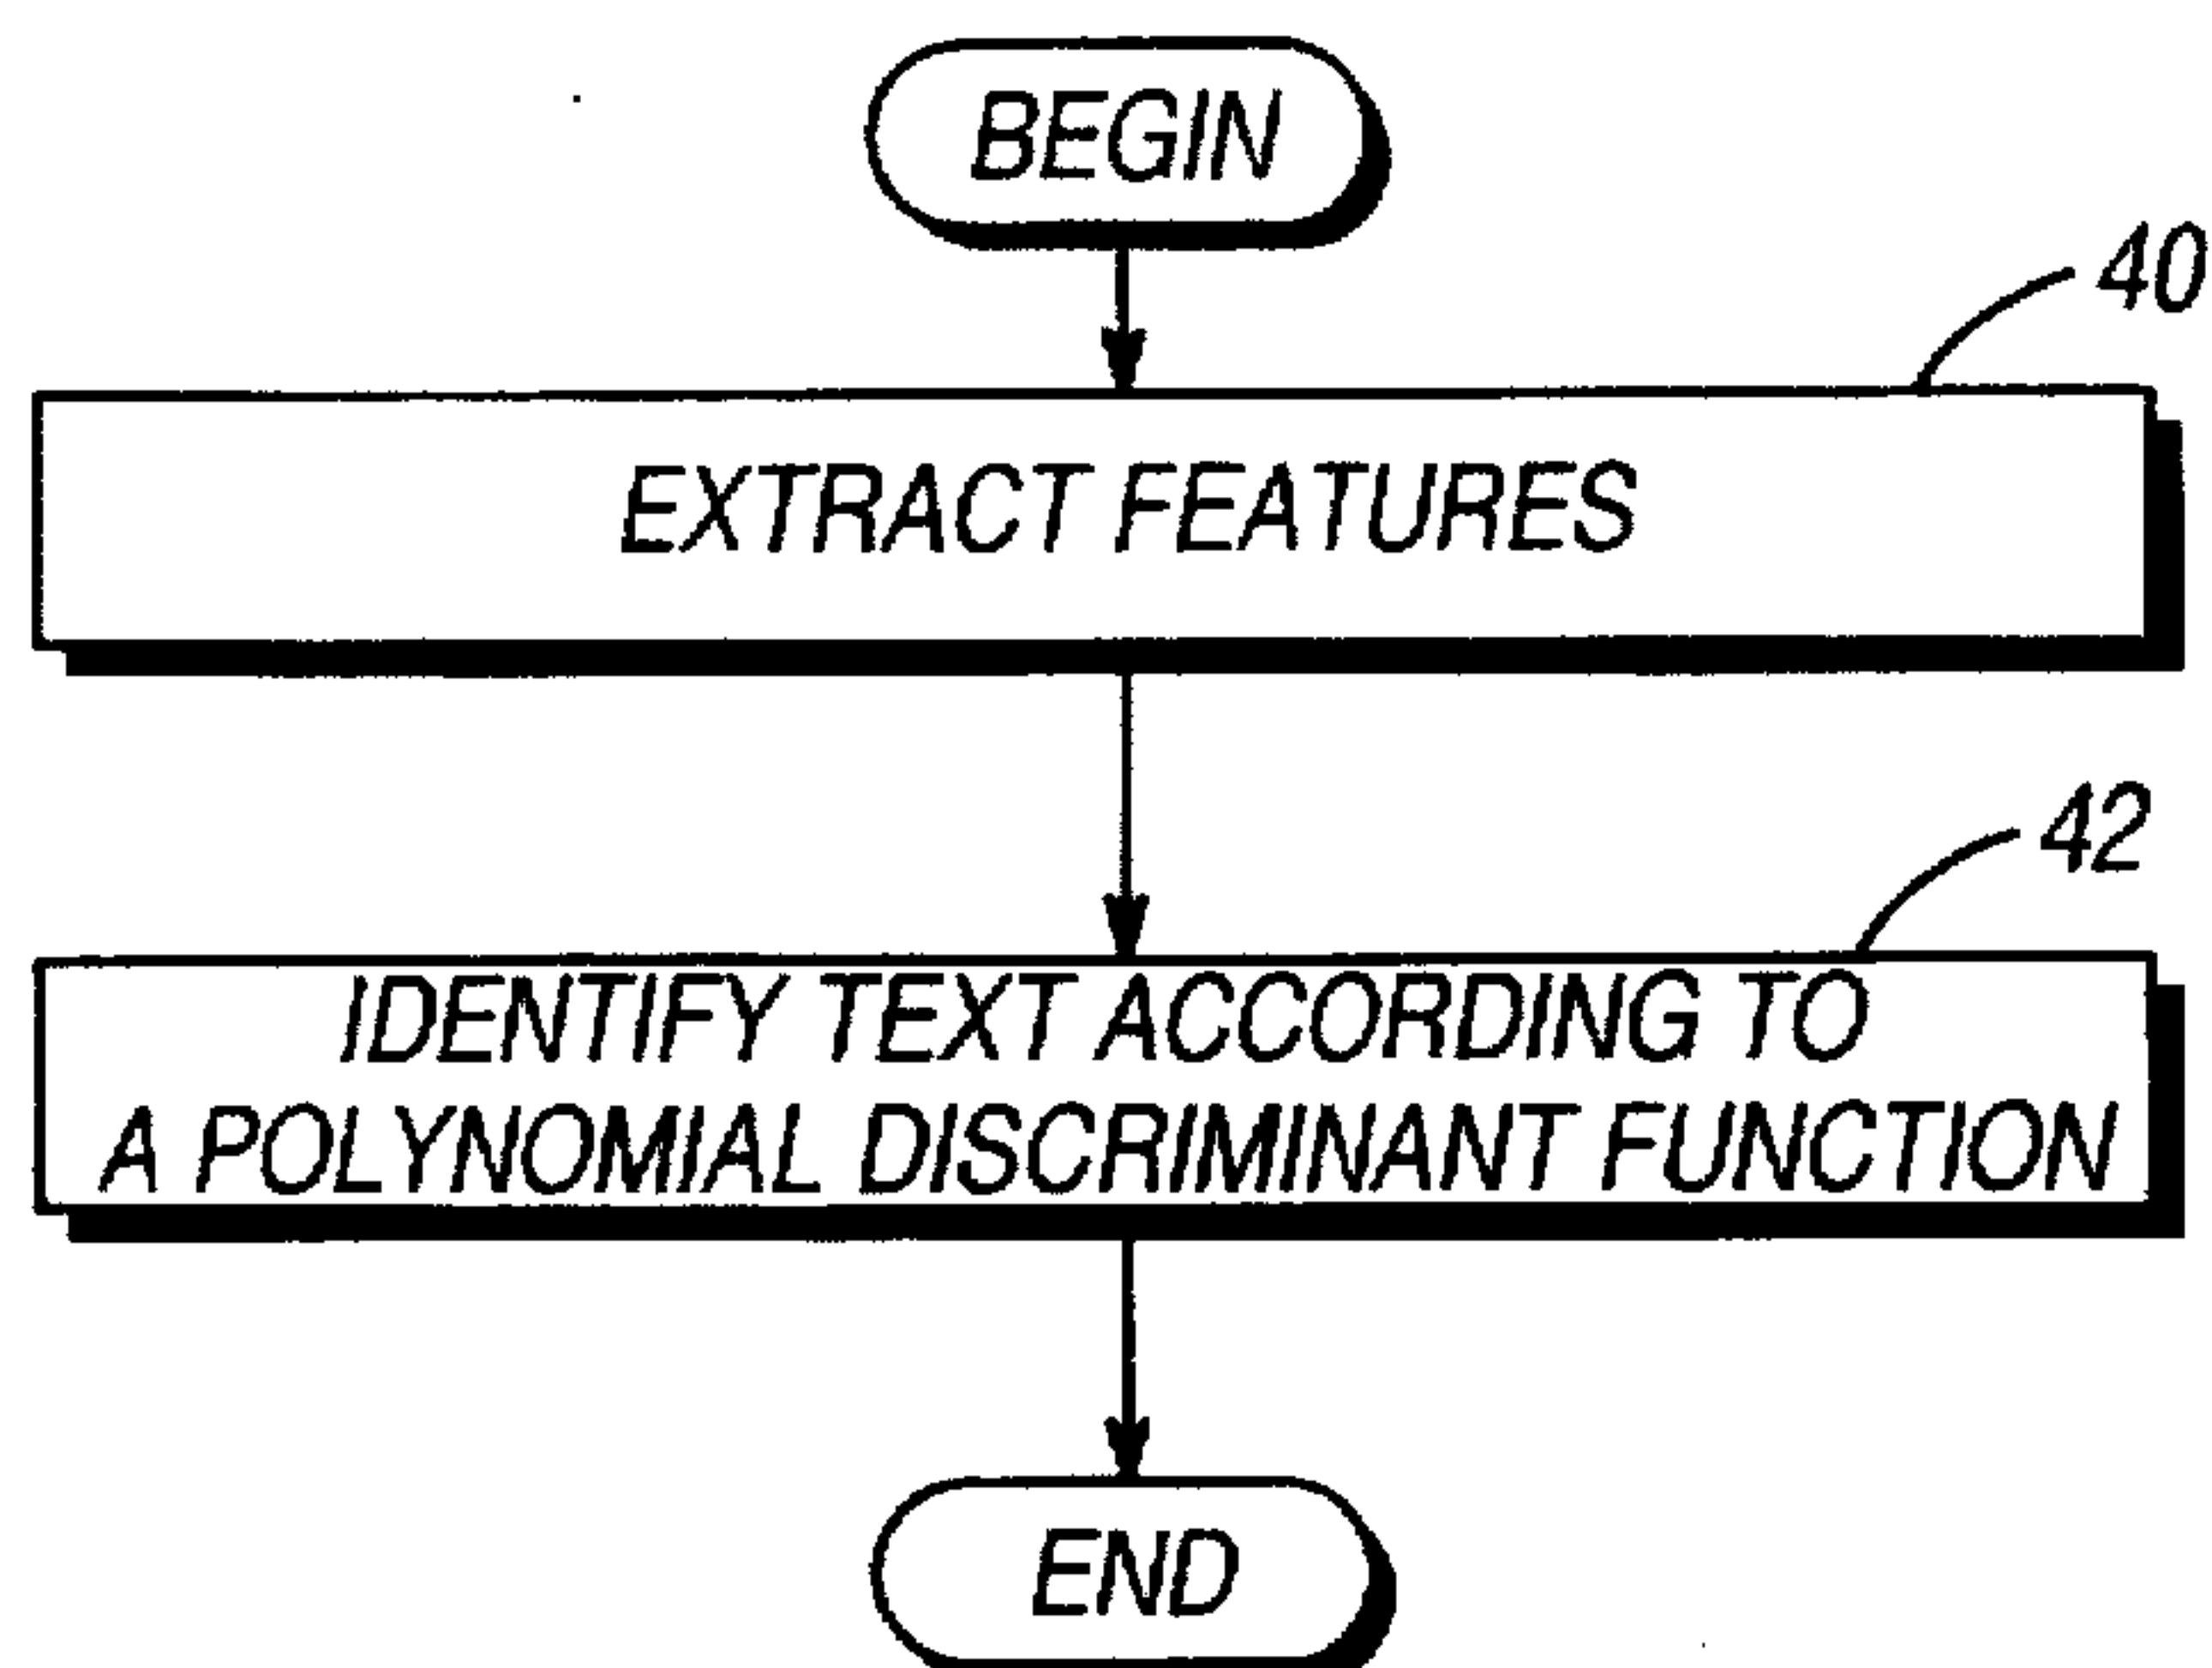 BEGIN
40
EXTRACT FEATURES
42
IDENTIFY TEXT ACCORDING TO
A POLYNOMIAL DISCRIMINANT FUNCTION
END